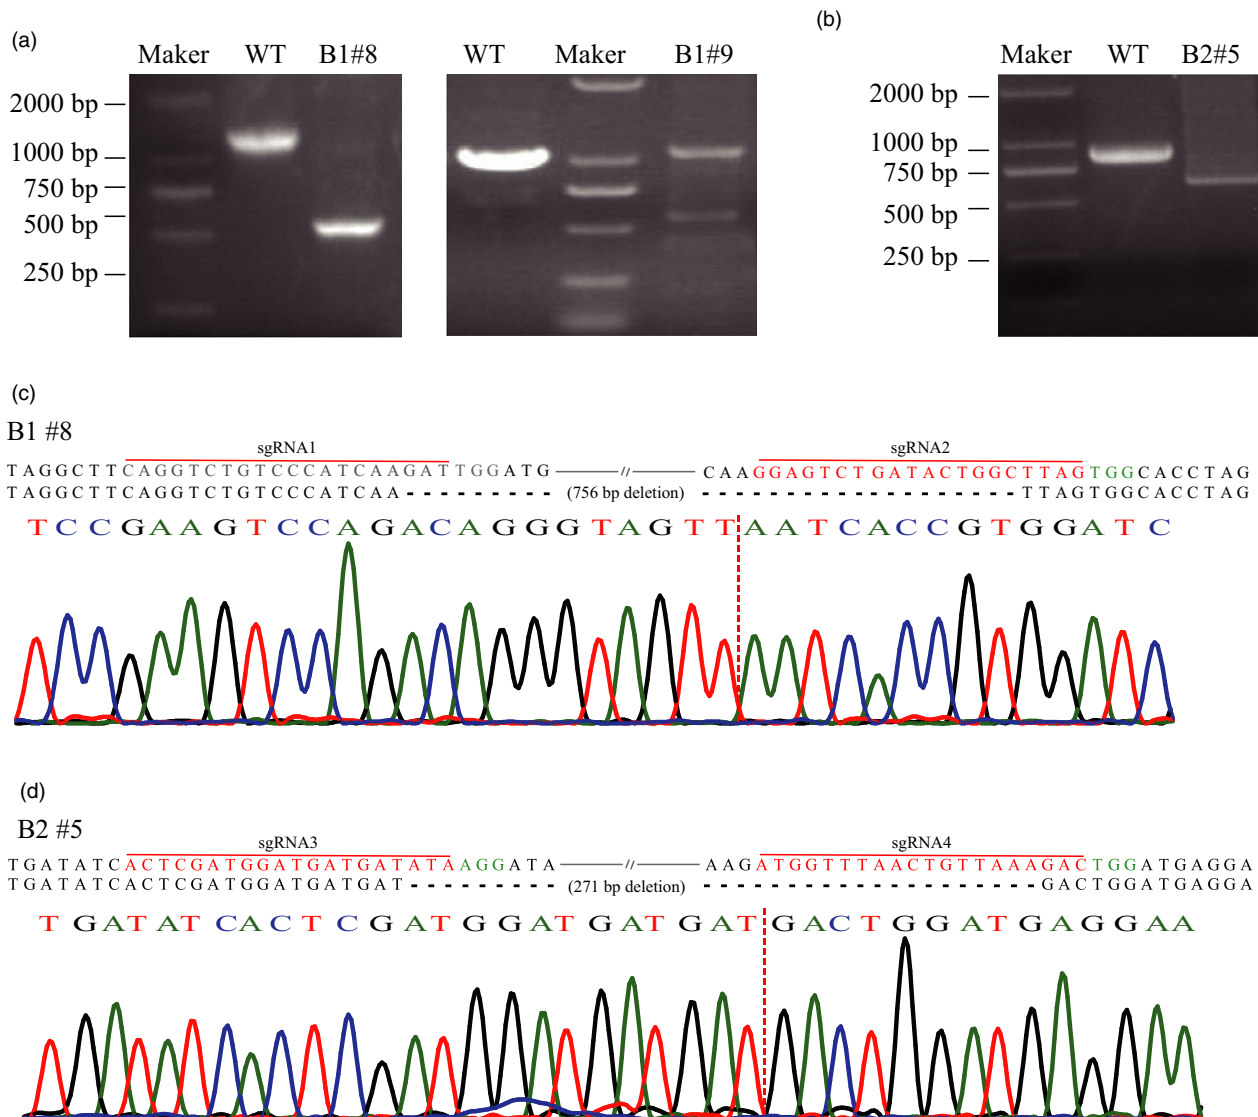 (a)
(b)
Maker WT B1#8 WT Maker B1#9 Maker WT B2#5
2000 bp
1000 bp
750 bp
500 bp
250 bp
2000 bp
1000 bp
750 bp
500 bp
250 bp
(c)
B1 #8
sgRNA1 sgRNA2
TAGGCTTCAGGTCTGTCCCATCAAGATTGGATG // CAAGGAGTCTGATACTGGCTTAGTGGCACCTAG
TAGGCTTCAGGTCTGTCCCATCAA - - - - - - - - - - (756 bp deletion) - - - - - - - - - - - - - - - - - - - - TTAGTGGCACCTAG
TCCGAAGTCCAGACAGGGTAGTTAATCACCGTGGATC
(d)
B2 #5
sgRNA3 sgRNA4
TGATATCACTCGATGGATGATGATATAAGGATA // AAGATGGTTTAACTGTTAAAGACTGGATGAGGA
TGATATCACTCGATGGATGATGAT - - - - - - - - - - (271 bp deletion) - - - - - - - - - - - - - - - - - - - - - GACTGGATGAGGA
TGATATCACTCGATGGATGATGATGACTGGATGAGGAA